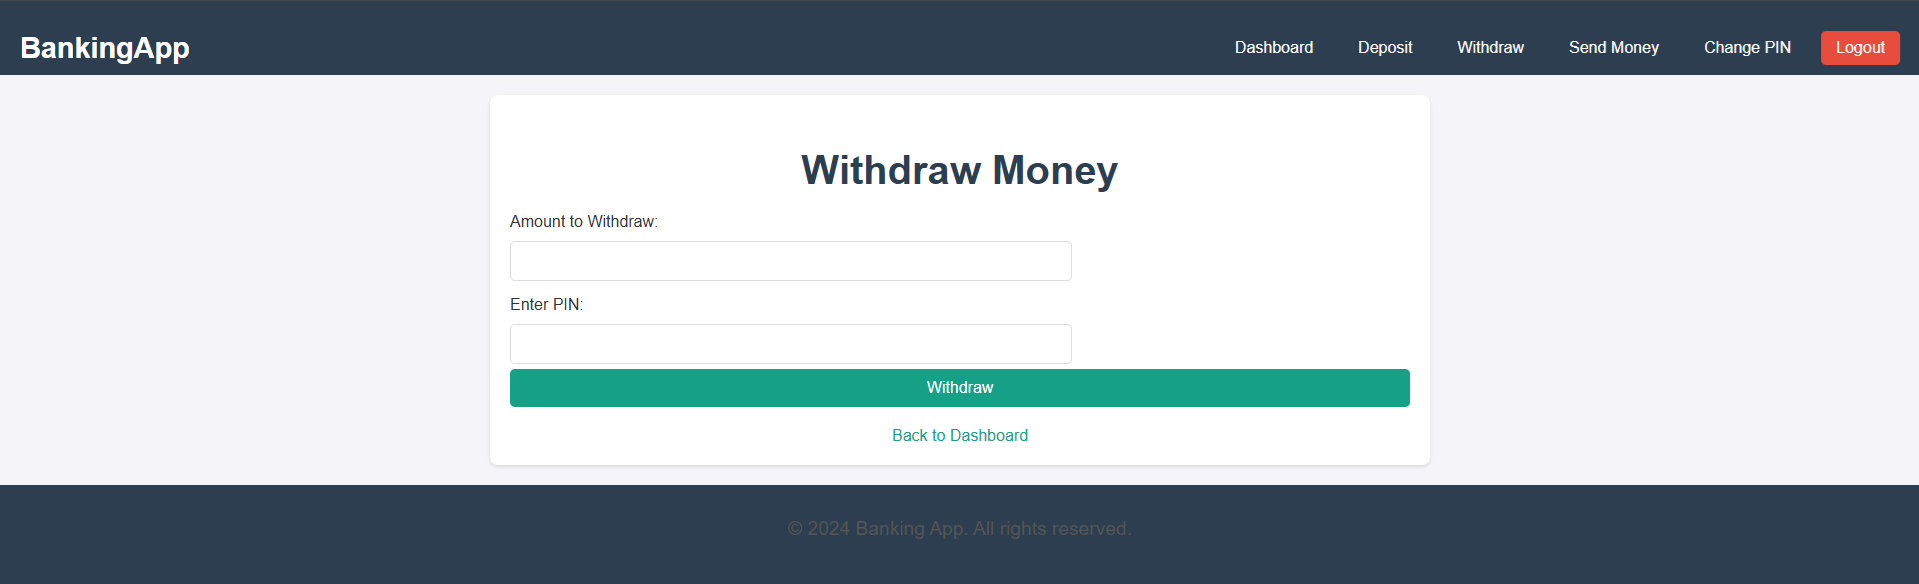 BankingApp
Dashboard Deposit Withdraw Send Money Change PIN Logout
Withdraw Money
Amount to Withdraw:
Enter PIN:
Withdraw
Back to Dashboard
© 2024 Banking App. All rights reserved.